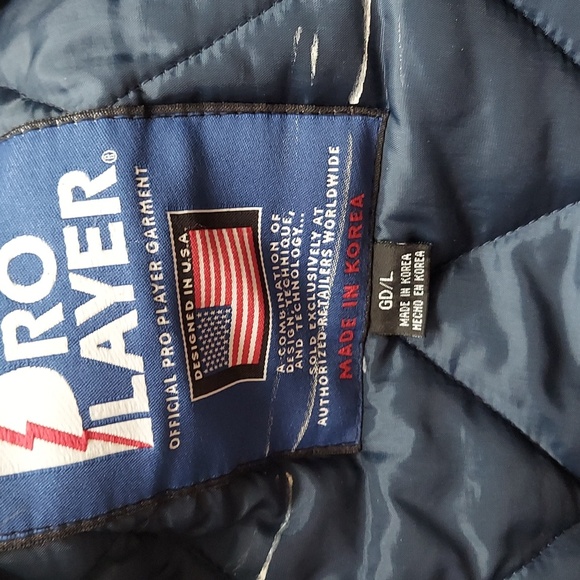 PRO
PLAYER®
OFFICIAL PRO PLAYER GARMENT
DESIGNED IN U.S.A.
A COMBINATION OF
DESIGN, TECHNIQUE,
AND TECHNOLOGY...
SOLD EXCLUSIVELY AT
AUTHORIZED RETAILERS WORLDWIDE
MADE IN KOREA
GD/L
MADE IN KOREA
HECHO EN KOREA